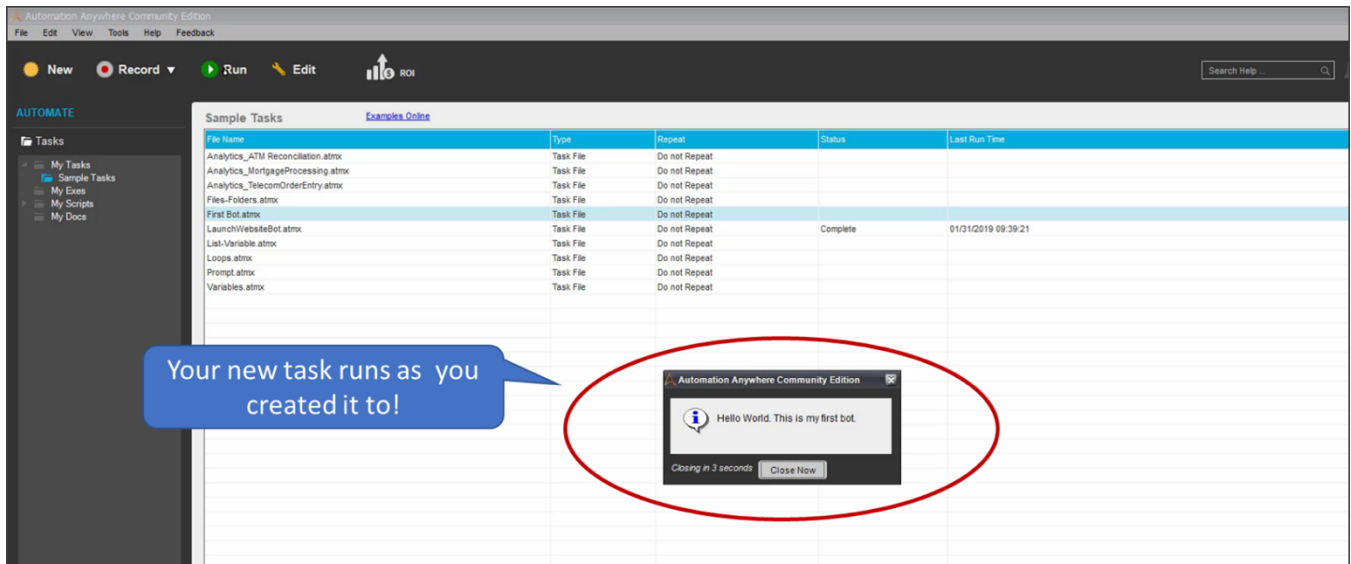 Automation Anywhere Community Edition
File Edit View Tools Help Feedback
New Record Run Edit ROI Search Help ...
AUTOMATE
Sample Tasks Examples Online
Tasks
File Name Type Repeat Status Last Run Time
My Tasks
Sample Tasks
My Exes
My Scripts
My Docs
Analytics_ATM Reconciliation.atmx Task File Do not Repeat
Analytics_MortgageProcessing.atmx Task File Do not Repeat
Analytics_TelecomOrderEntry.atmx Task File Do not Repeat
Files-Folders.atmx Task File Do not Repeat
First Bot.atmx Task File Do not Repeat
LaunchWebsiteBot.atmx Task File Do not Repeat Complete 01/31/2019 09:39:21
List-Variable.atmx Task File Do not Repeat
Loops.atmx Task File Do not Repeat
Prompt.atmx Task File Do not Repeat
Variables.atmx Task File Do not Repeat
Your new task runs as you
created it to!
Automation Anywhere Community Edition
Hello World. This is my first bot.
Closing in 3 seconds Close Now